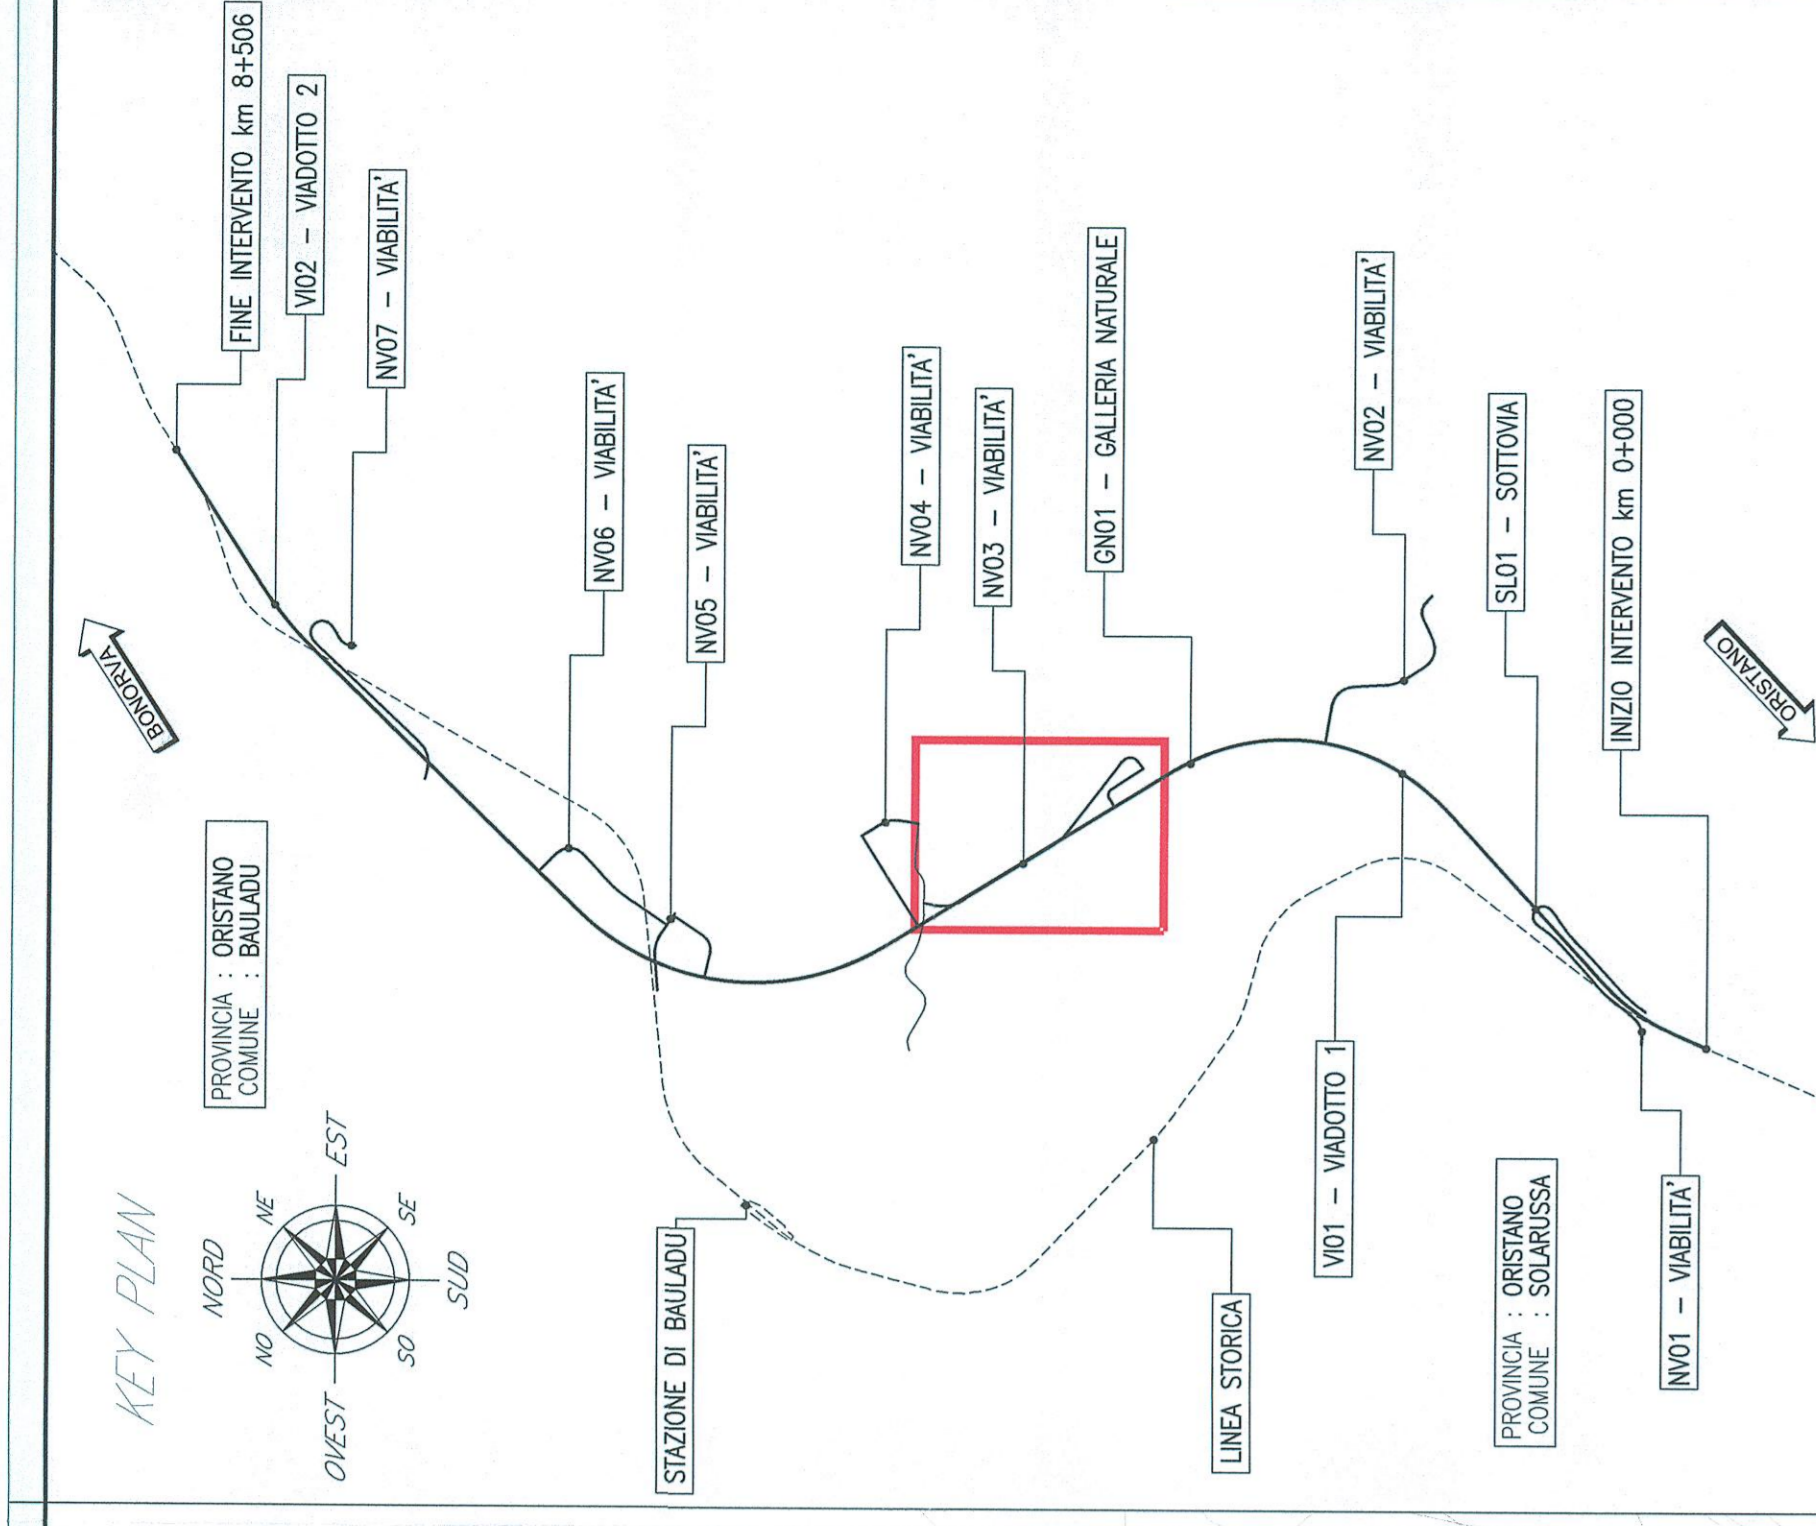 KEY PLAN
NORD
NE
EST
SE
SUD
SO
OVEST
NO
PROVINCIA : ORISTANO
COMUNE : BAULADU
BONORVA
FINE INTERVENTO km 8+506
VI02 – VIADOTTO 2
NV07 – VIABILITA'
NV06 – VIABILITA'
NV05 – VIABILITA'
NV04 – VIABILITA'
NV03 – VIABILITA'
GN01 – GALLERIA NATURALE
NV02 – VIABILITA'
SL01 – SOTTOVIA
INIZIO INTERVENTO km 0+000
ORISTANO
STAZIONE DI BAULADU
LINEA STORICA
VI01 – VIADOTTO 1
PROVINCIA : ORISTANO
COMUNE : SOLARUSSA
NV01 – VIABILITA'